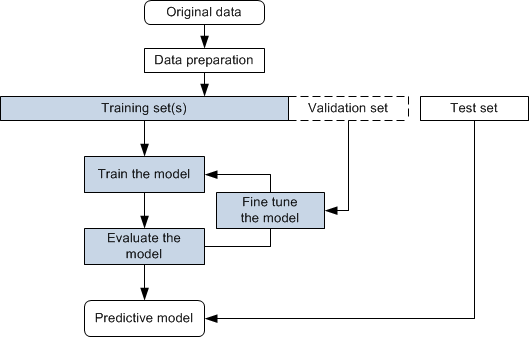 Original data
Data preparation
Training set(s)
Validation set
Test set
Train the model
Fine tune
the model
Evaluate the
model
Predictive model